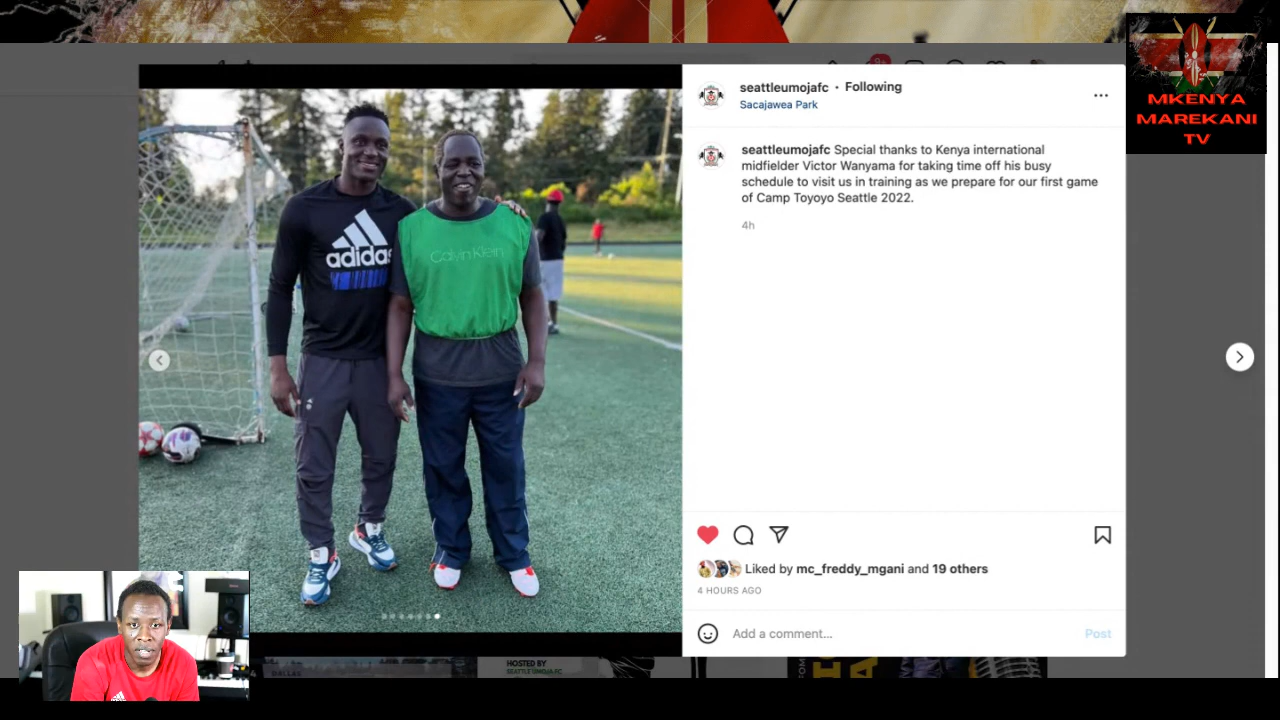 MKENYA
MAREKANI
TV
seattleumojafc • Following
Sacajawea Park
seattleumojafc Special thanks to Kenya international
midfielder Victor Wanyama for taking time off his busy
schedule to visit us in training as we prepare for our first game
of Camp Toyoyo Seattle 2022.
4h
adidas
Calvin Klein
Liked by mc_freddy_mgani and 19 others
4 HOURS AGO
Add a comment...
Post
DALLAS
HOSTED BY
SEATTLE UMOJA FC